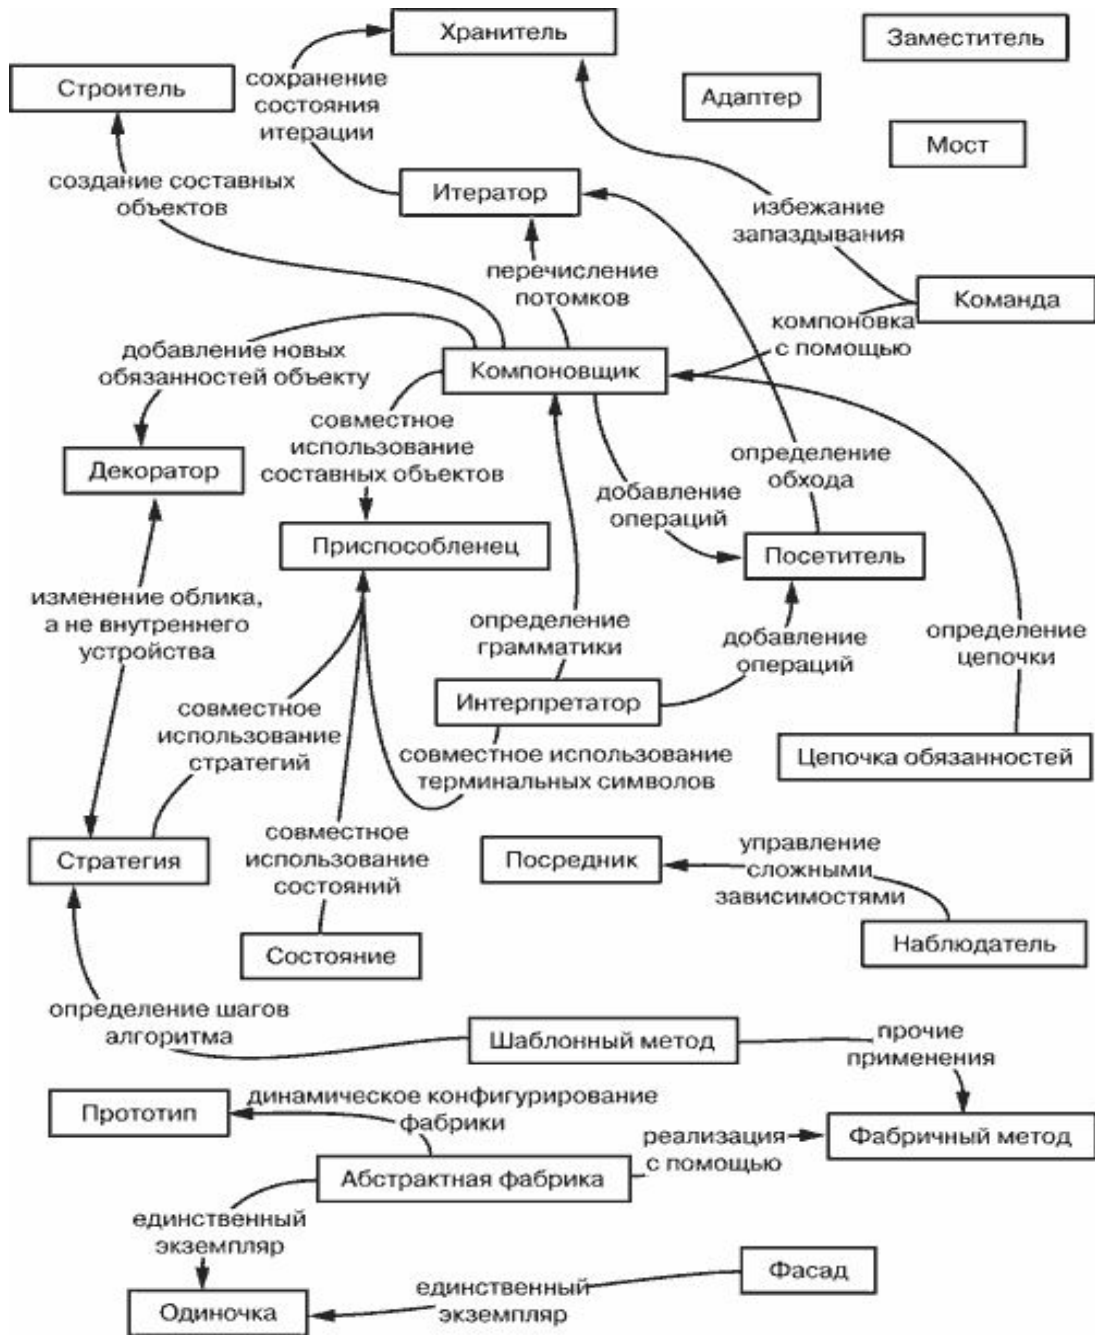 Хранитель
Заместитель
Строитель
сохранение
состояния
итерации
Адаптер
Мост
создание составных
объектов
Итератор
избежание
запаздывания
перечисление
потомков
Команда
компоновка
с помощью
добавление новых
обязанностей объекту
Компоновщик
совместное
использование
составных объектов
Декоратор
определение
обхода
добавление
операций
Приспособленец
Посетитель
изменение облика,
а не внутреннего
устройства
определение
грамматики
добавление
операций
определение
цепочки
совместное
использование
стратегий
Интерпретатор
совместное использование
терминальных символов
Цепочка обязанностей
Стратегия
совместное
использование
состояний
Посредник
управление
сложными
зависимостями
Состояние
Наблюдатель
определение шагов
алгоритма
Шаблонный метод
прочие
применения
Прототип
динамическое конфигурирование
фабрики
реализация
с помощью
Фабричный метод
Абстрактная фабрика
единственный
экземпляр
Фасад
Одиночка
единственный
экземпляр